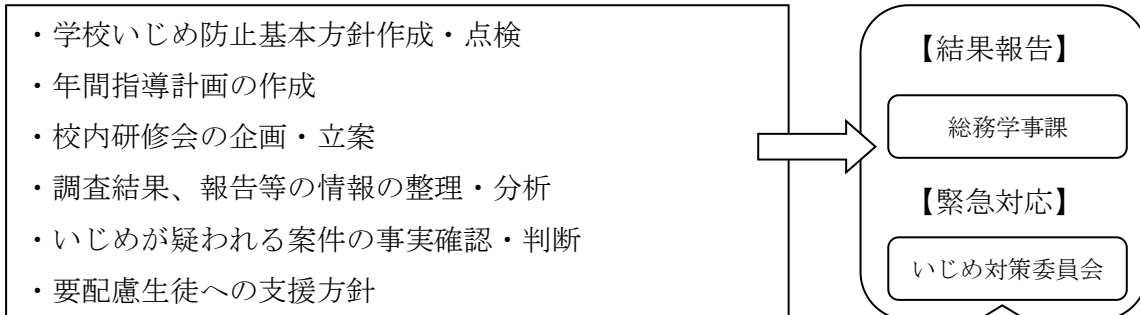 ・学校いじめ防止基本方針作成・点検
・年間指導計画の作成
・校内研修会の企画・立案
・調査結果、報告等の情報の整理・分析
・いじめが疑われる案件の事実確認・判断
・要配慮生徒への支援方針
【結果報告】
総務学事課
【緊急対応】
いじめ対策委員会